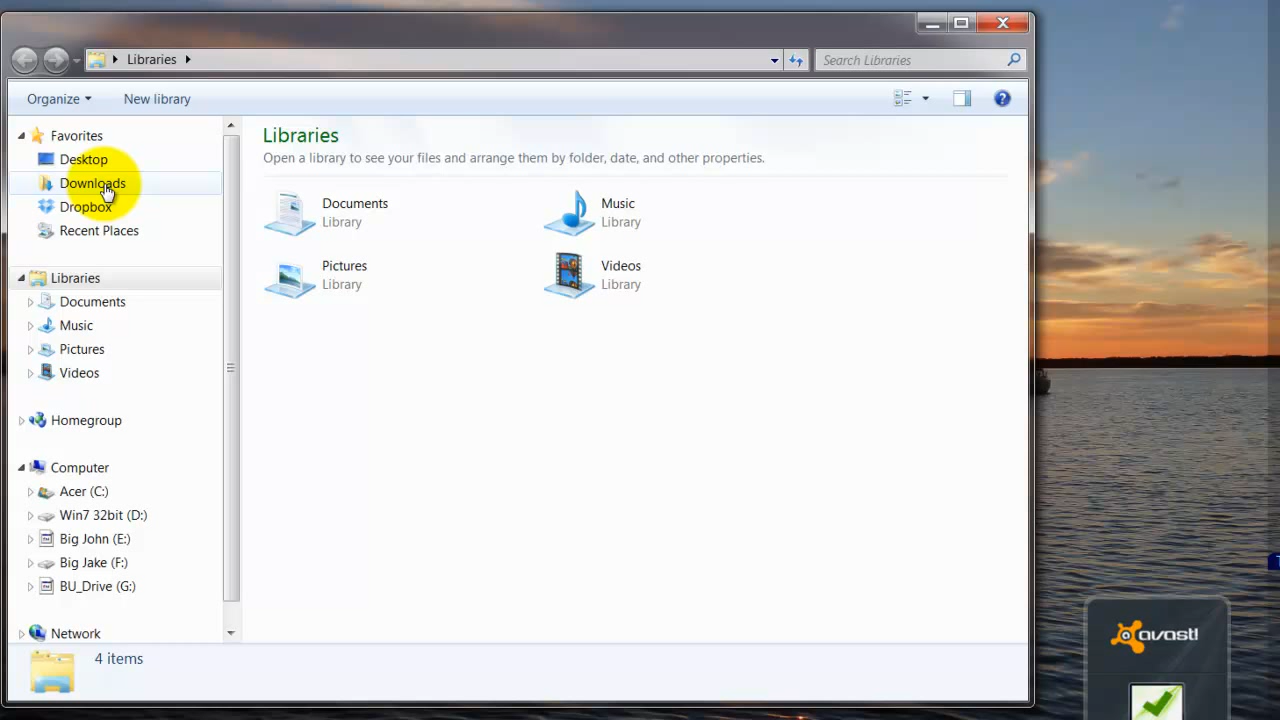 Libraries
Search Libraries
Organize
New library
Favorites
Desktop
Downloads
Dropbox
Recent Places
Libraries
Documents
Music
Pictures
Videos
Homegroup
Computer
Acer (C:)
Win7 32bit (D:)
Big John (E:)
Big Jake (F:)
BU_Drive (G:)
Network
Libraries
Open a library to see your files and arrange them by folder, date, and other properties.
Documents
Library
Music
Library
Pictures
Library
Videos
Library
4 items
avast!